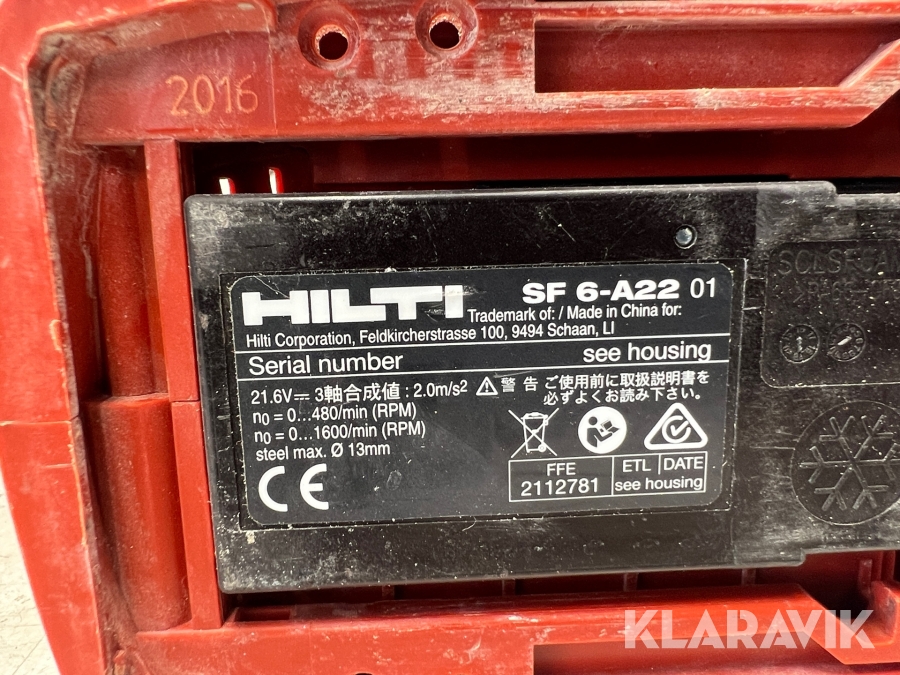 2016
HILTI SF 6-A22 01
Trademark of: / Made in China for:
Hilti Corporation, Feldkircherstrasse 100, 9494 Schaan, LI
Serial number see housing
21.6V⎓ 3軸合成値 : 2.0m/s² ⚠警告 ご使用前に取扱説明書を
必ずよくお読み下さい。
n₀ = 0...480/min (RPM)
n₀ = 0...1600/min (RPM)
steel max. Ø 13mm
CE
FFE ETL DATE
2112781 see housing
KLARAVIK